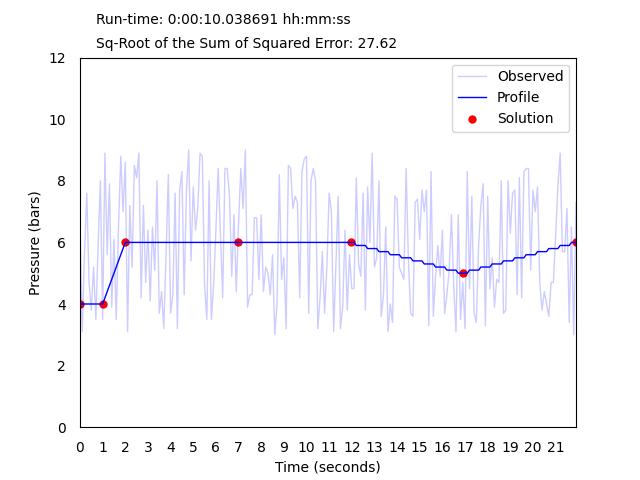 Run-time: 0:00:10.038691 hh:mm:ss
Sq-Root of the Sum of Squared Error: 27.62
12
10
8
6
4
2
0
Pressure (bars)
Observed
Profile
Solution
0 1 2 3 4 5 6 7 8 9 10 11 12 13 14 15 16 17 18 19 20 21
Time (seconds)